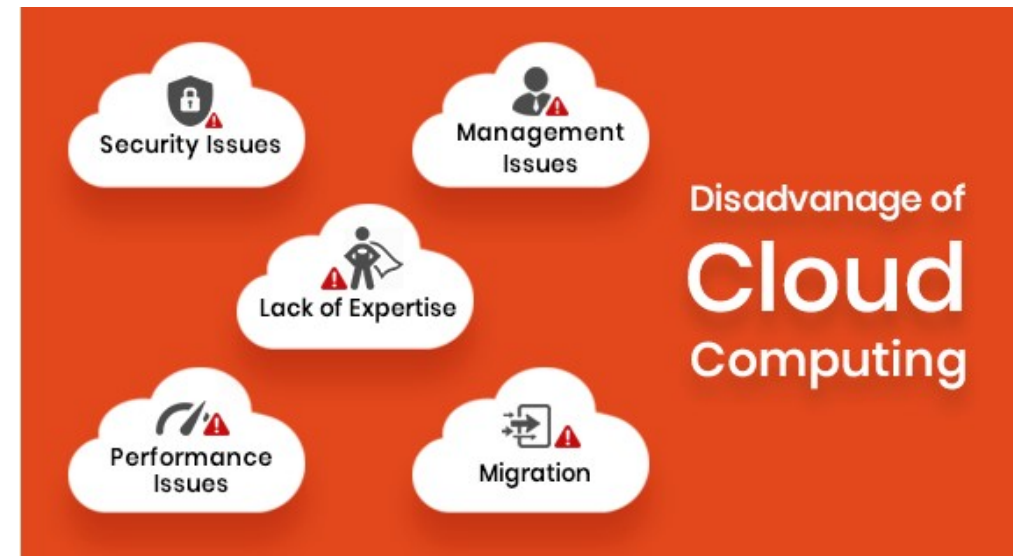 Security Issues
Management
Issues
Lack of Expertise
Performance
Issues
Migration
Disadvanage of
Cloud
Computing